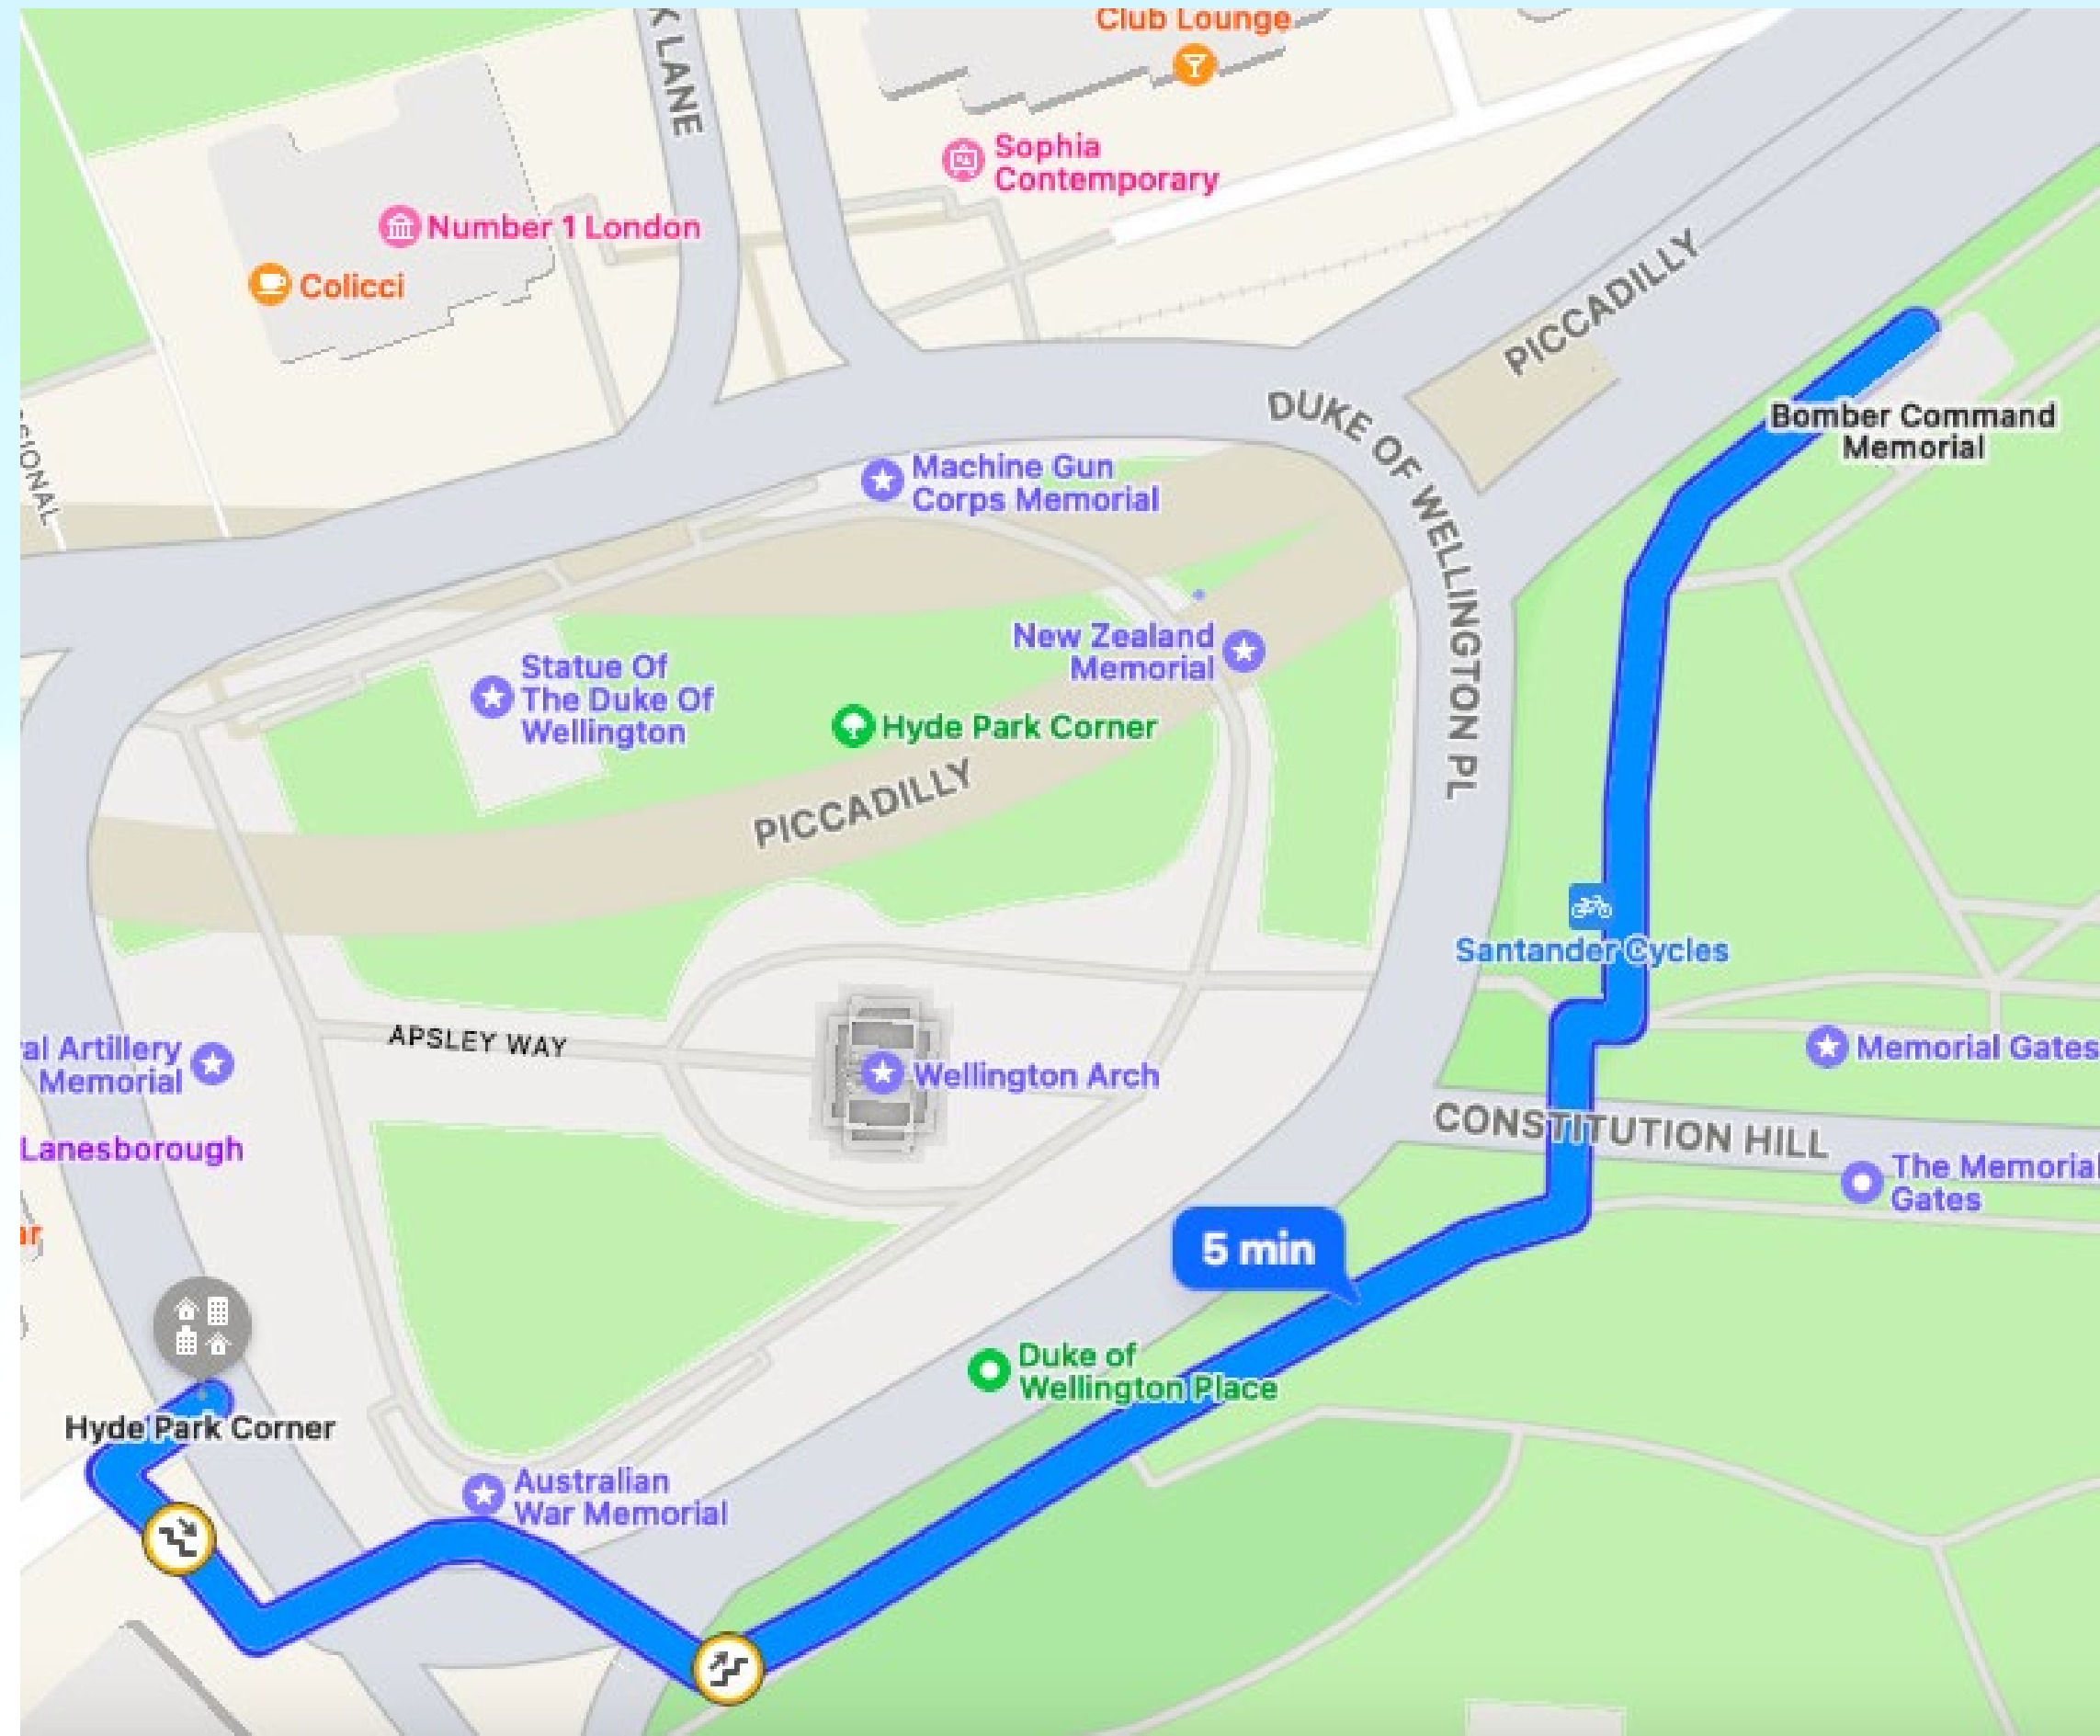 Club Lounge
K LANE
Sophia
Contemporary
Number 1 London
Colicci
PICCADILLY
Bomber Command
Memorial
DUKE OF WELLINGTON PL
SIONAL
Machine Gun
Corps Memorial
New Zealand
Memorial
Statue Of
The Duke Of
Wellington
Hyde Park Corner
PICCADILLY
Santander Cycles
APSLEY WAY
al Artillery
Memorial
Wellington Arch
Memorial Gates
CONSTITUTION HILL
Lanesborough
The Memorial
Gates
ar
5 min
Duke of
Wellington Place
Hyde Park Corner
Australian
War Memorial